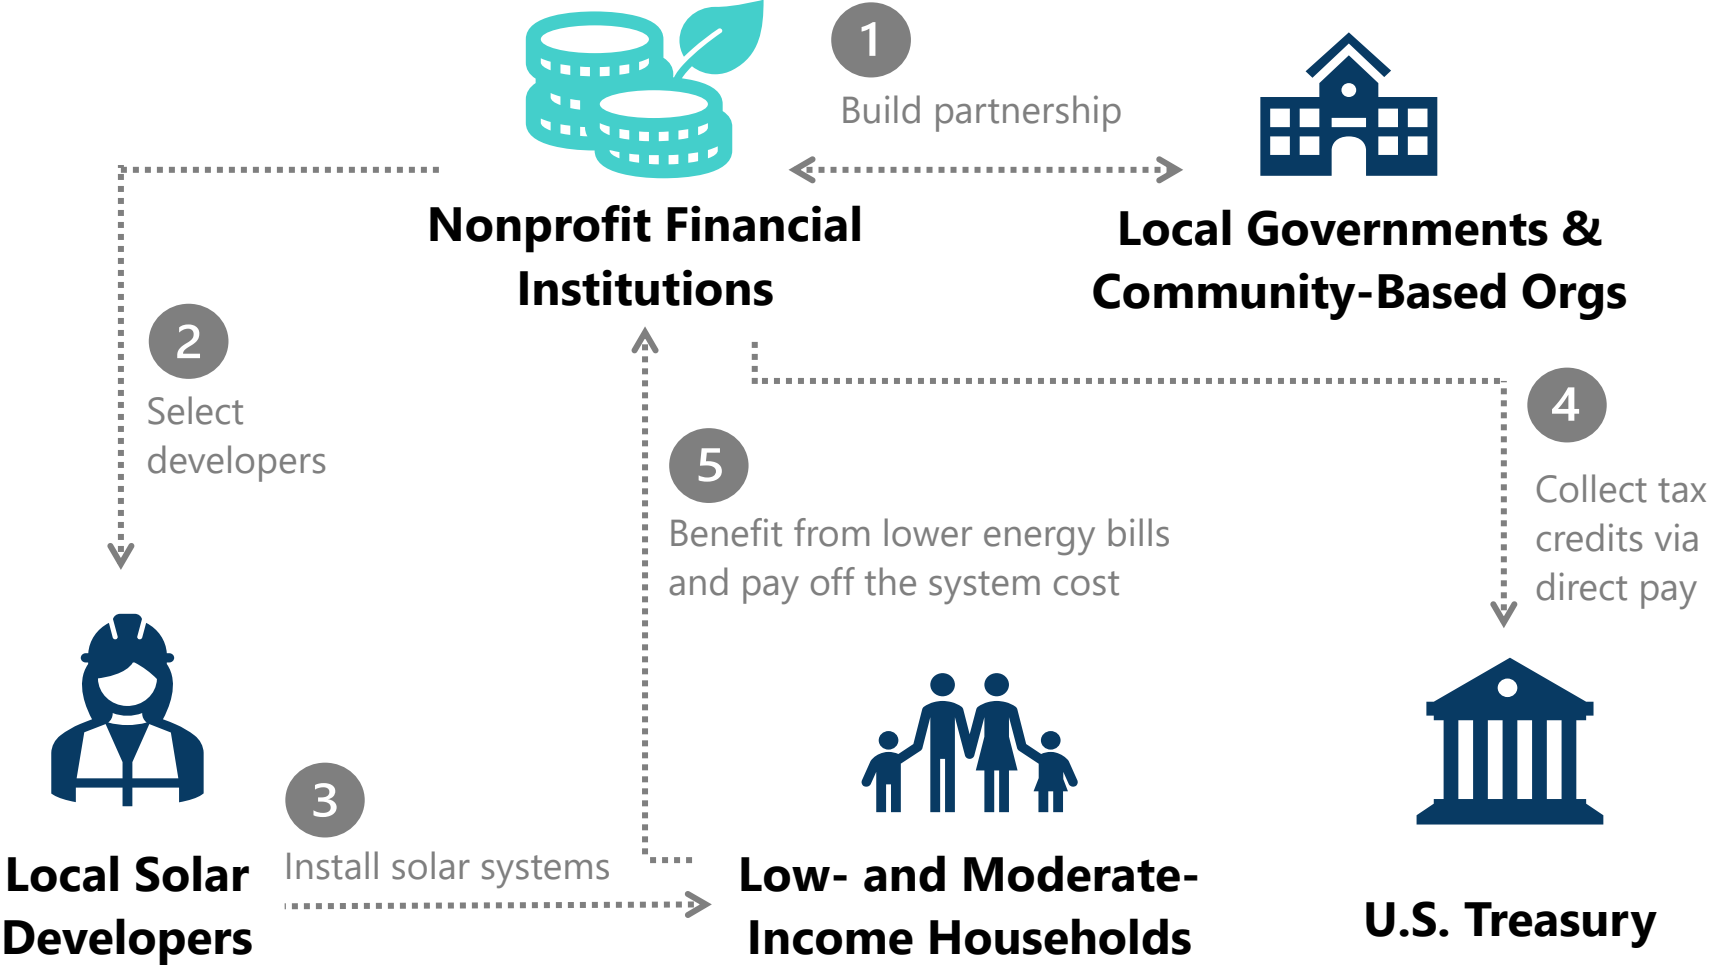 1
Build partnership
Nonprofit Financial
Institutions
Local Governments &
Community-Based Orgs
2
Select
developers
4
Collect tax
credits via
direct pay
5
Benefit from lower energy bills
and pay off the system cost
3
Install solar systems
Local Solar
Developers
Low- and Moderate-
Income Households
U.S. Treasury